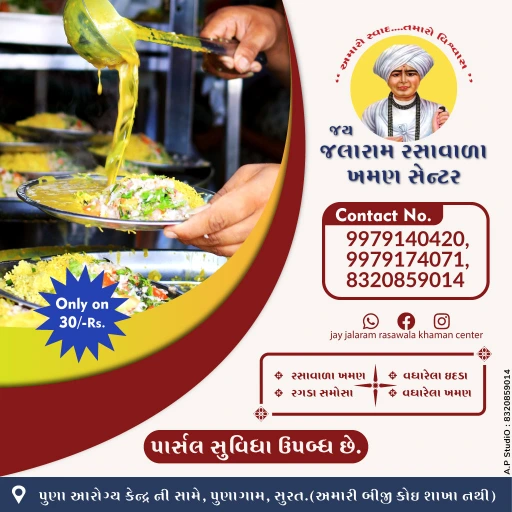 અમારો સ્વાદ....તમારો વિશ્વાસ
જય
જલારામ રસાવાળા
ખમણ સેન્ટર
Contact No.
9979140420,
9979174071,
8320859014
Only on
30/-Rs.
jay jalaram rasawala khaman center
રસાવાળા ખમણ
વઘારેલા ઇદડા
રગડા સમોસા
વઘારેલા ખમણ
પાર્સલ સુવિધા ઉપબ્ધ છે.
પુણા આરોગ્ય કેન્દ્ર ની સામે, પુણાગામ, સુરત.(અમારી બીજી કોઇ શાખા નથી)
A.P StudiO : 8320859014